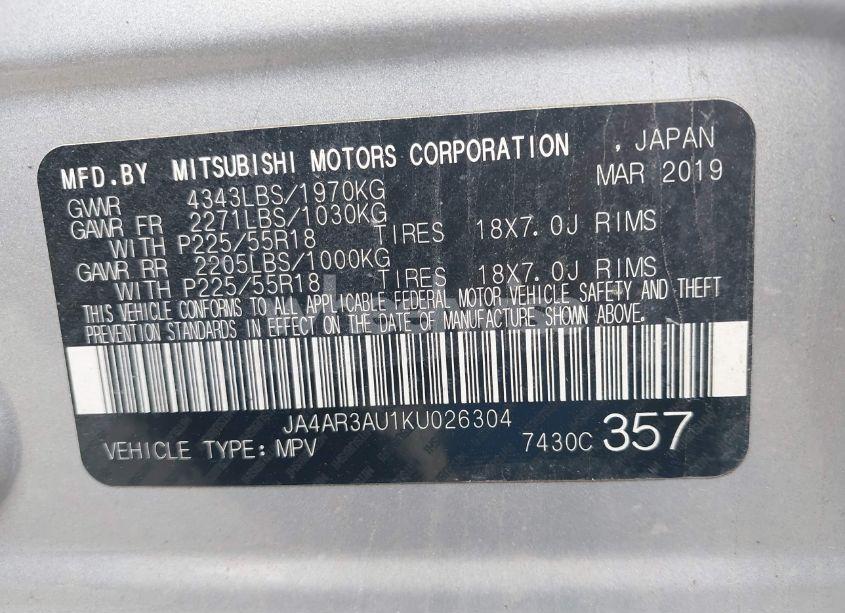 MFD.BY MITSUBISHI MOTORS CORPORATION , JAPAN
GVWR 4343LBS/1970KG MAR 2019
GAWR FR 2271LBS/1030KG
WITH P225/55R18 TIRES 18X7.0J RIMS
GAWR RR 2205LBS/1000KG
WITH P225/55R18 TIRES 18X7.0J RIMS
THIS VEHICLE CONFORMS TO ALL APPLICABLE FEDERAL MOTOR VEHICLE SAFETY AND THEFT
PREVENTION STANDARDS IN EFFECT ON THE DATE OF MANUFACTURE SHOWN ABOVE.
JA4AR3AU1KU026304
VEHICLE TYPE: MPV 7430C 357